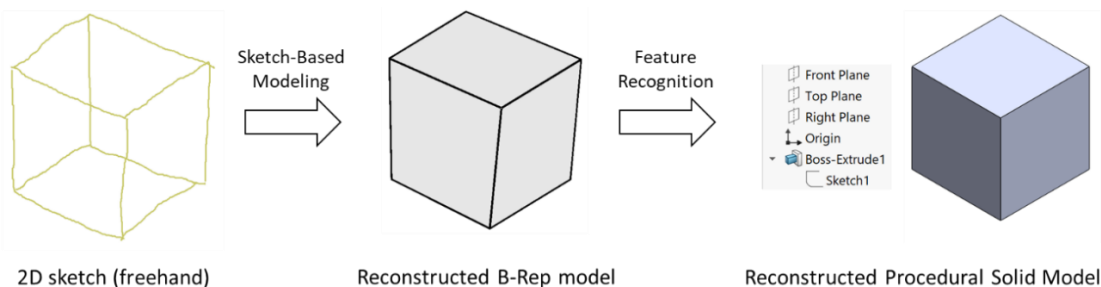 Sketch-Based
Modeling
Feature
Recognition
Front Plane
Top Plane
Right Plane
Origin
Boss-Extrude1
Sketch1
2D sketch (freehand)
Reconstructed B-Rep model
Reconstructed Procedural Solid Model